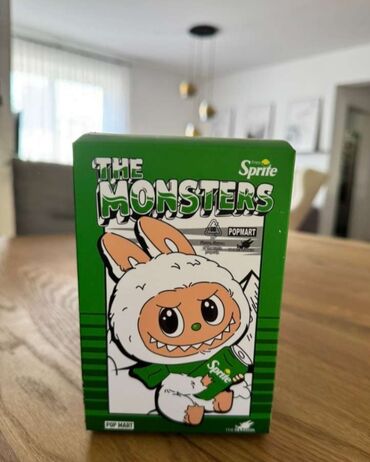 THE
MONSTERS
Sprite
POPMART
Sprite
POP MART